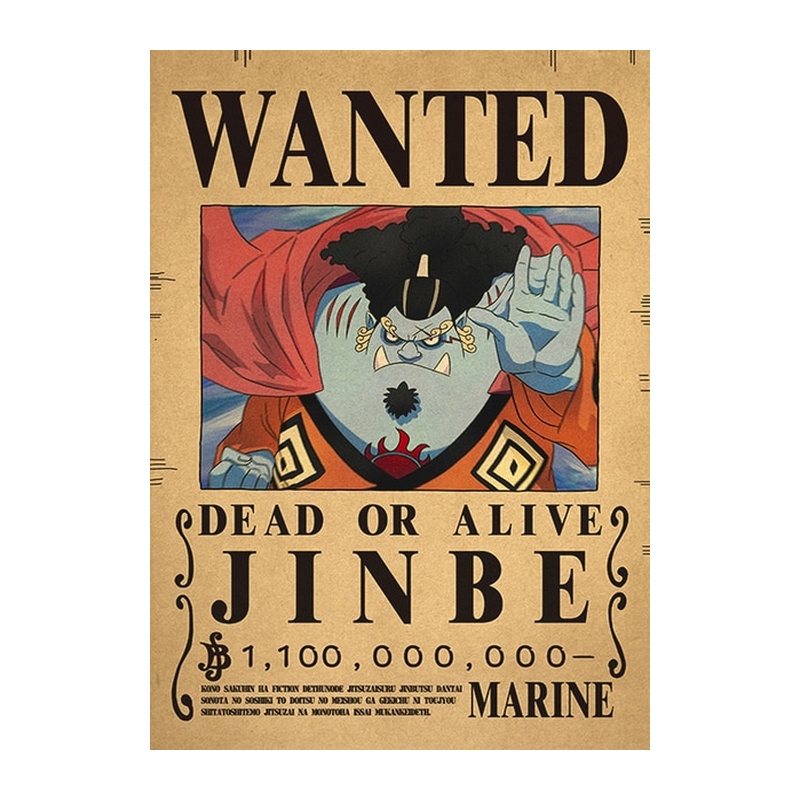 WANTED
DEAD OR ALIVE
JINBE
฿ 1,100,000,000–
KONO SAKUHIN HA FICTION DETHUNODE JITSUZAISURU JINBUTSU DANTAI
SONOTA NO SOSHIKI TO DOITSU NO MEISHOU GA GEKICHU NI TOUJYOU
SHITATOSHITEMO JITSUZAI NA MONOTOHA ISSAI MUKANKEIDETH.
MARINE